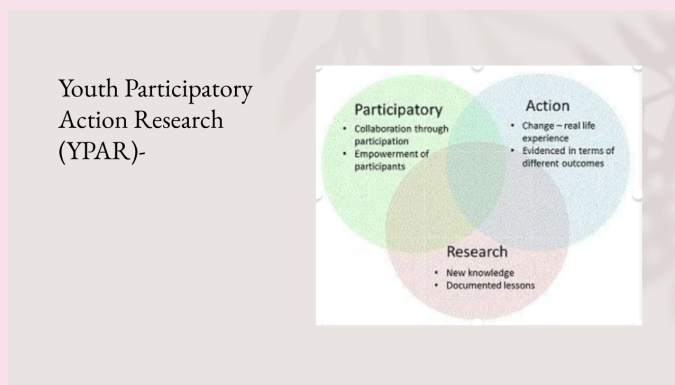 Youth Participatory
Action Research
(YPAR)-
Participatory
• Collaboration through
participation
• Empowerment of
participants
Action
• Change – real life
experience
• Evidenced in terms of
different outcomes
Research
• New knowledge
• Documented lessons